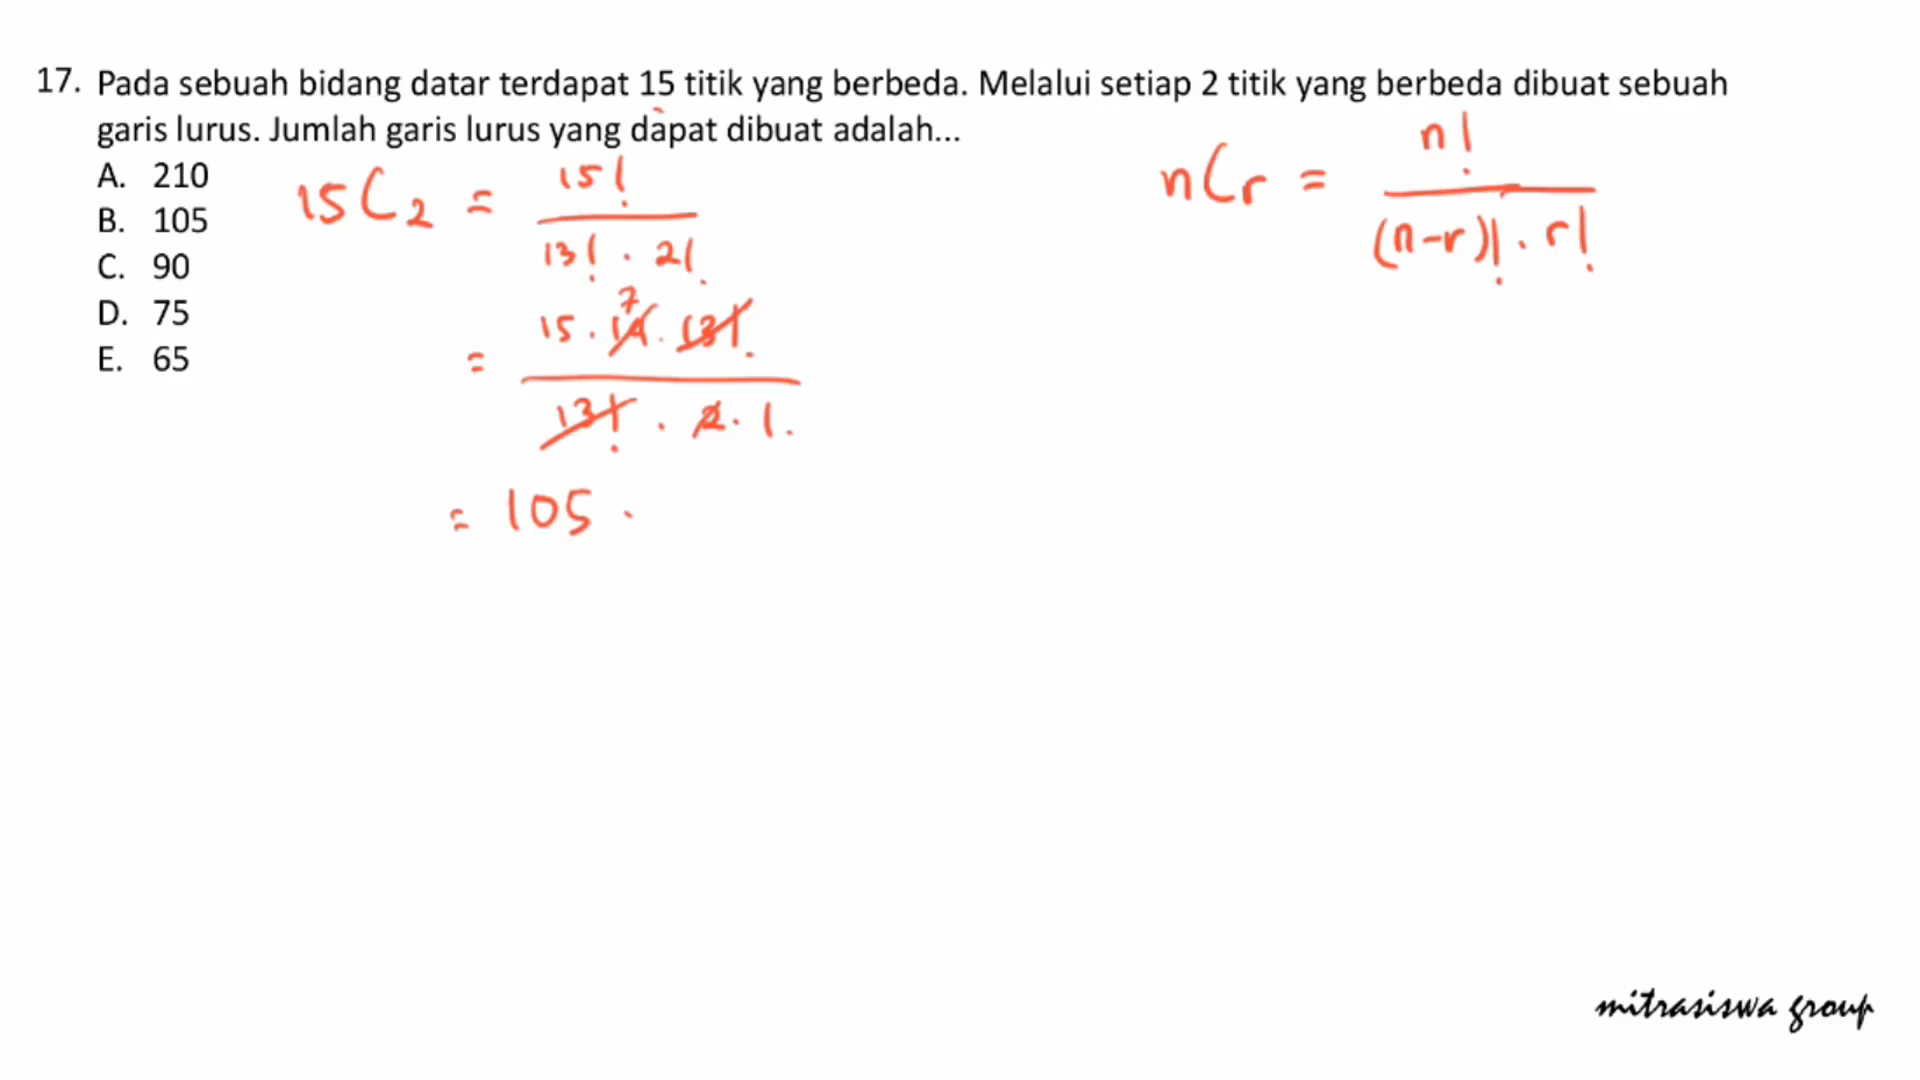 17. Pada sebuah bidang datar terdapat 15 titik yang berbeda. Melalui setiap 2 titik yang berbeda dibuat sebuah
garis lurus. Jumlah garis lurus yang dapat dibuat adalah...
A. 210
B. 105
C. 90
D. 75
E. 65
15C2 = 15! / 13! . 2!
= 15 . 14 7 . 13! / 13! . 2 . 1
= 105 .
nCr = n! / (n-r)! . r!
mitrasiswa group